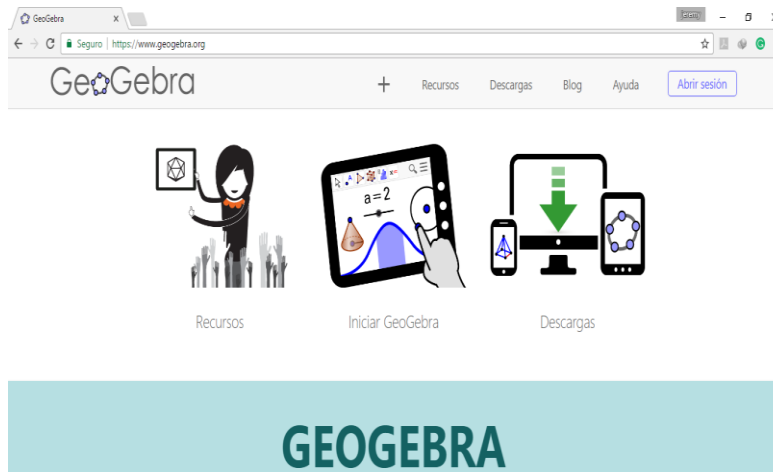 GeoGebra
Seguro | https://www.geogebra.org
GeoGebra
+ Recursos Descargas Blog Ayuda Abrir sesión
a=2
Recursos Iniciar GeoGebra Descargas
GEOGEBRA